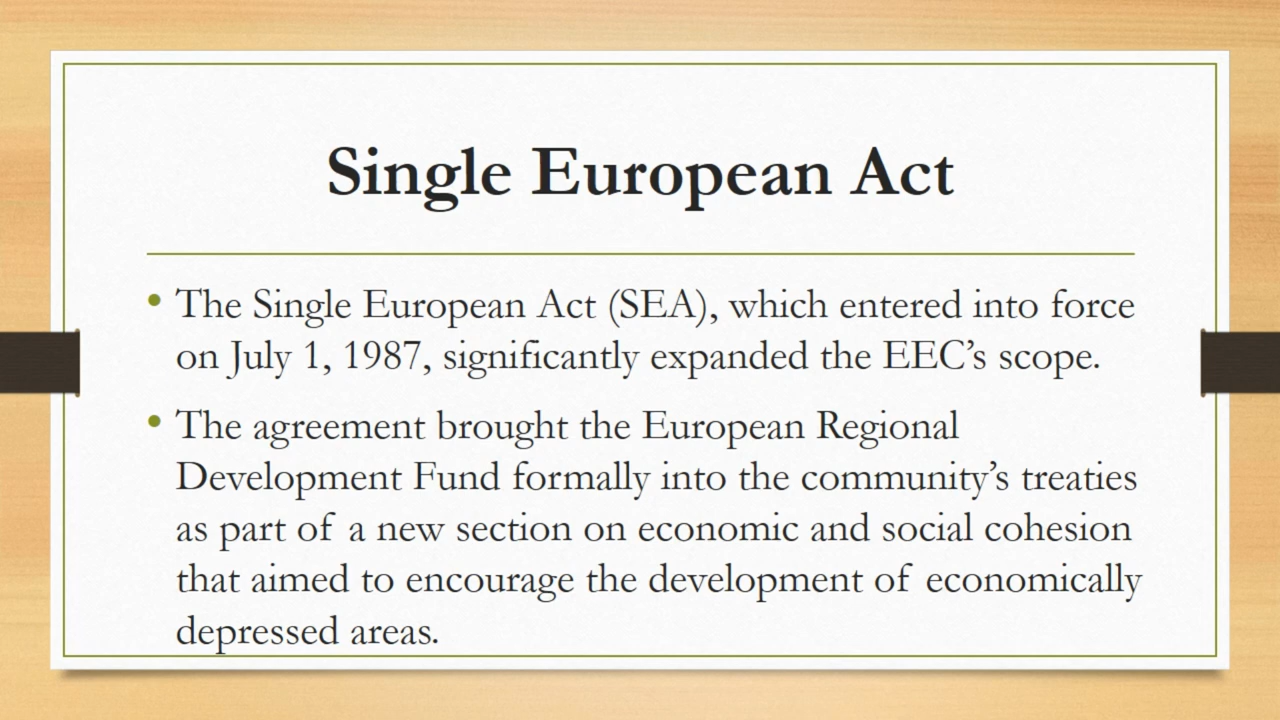 Single European Act
• The Single European Act (SEA), which entered into force
on July 1, 1987, significantly expanded the EEC’s scope.
• The agreement brought the European Regional
Development Fund formally into the community’s treaties
as part of a new section on economic and social cohesion
that aimed to encourage the development of economically
depressed areas.